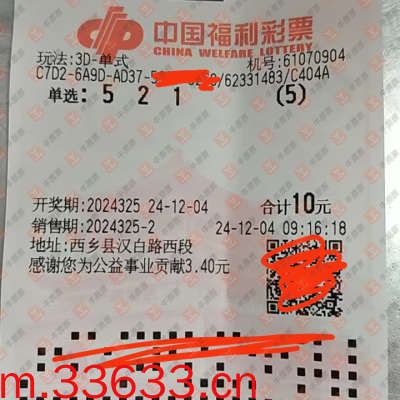 中国福利彩票
CHINA WELFARE LOTTERY
玩法:3D-单式 机号:61070904
C7D2-6A9D-AD37-5 /62331483/C404A
单选: 5 2 1 (5)
开奖期:2024325 24-12-04 合计10元
销售期:2024325-2 24-12-04 09:16:18
地址:西乡县汉白路西段
感谢您为公益事业贡献3.40元
m.33633.cn